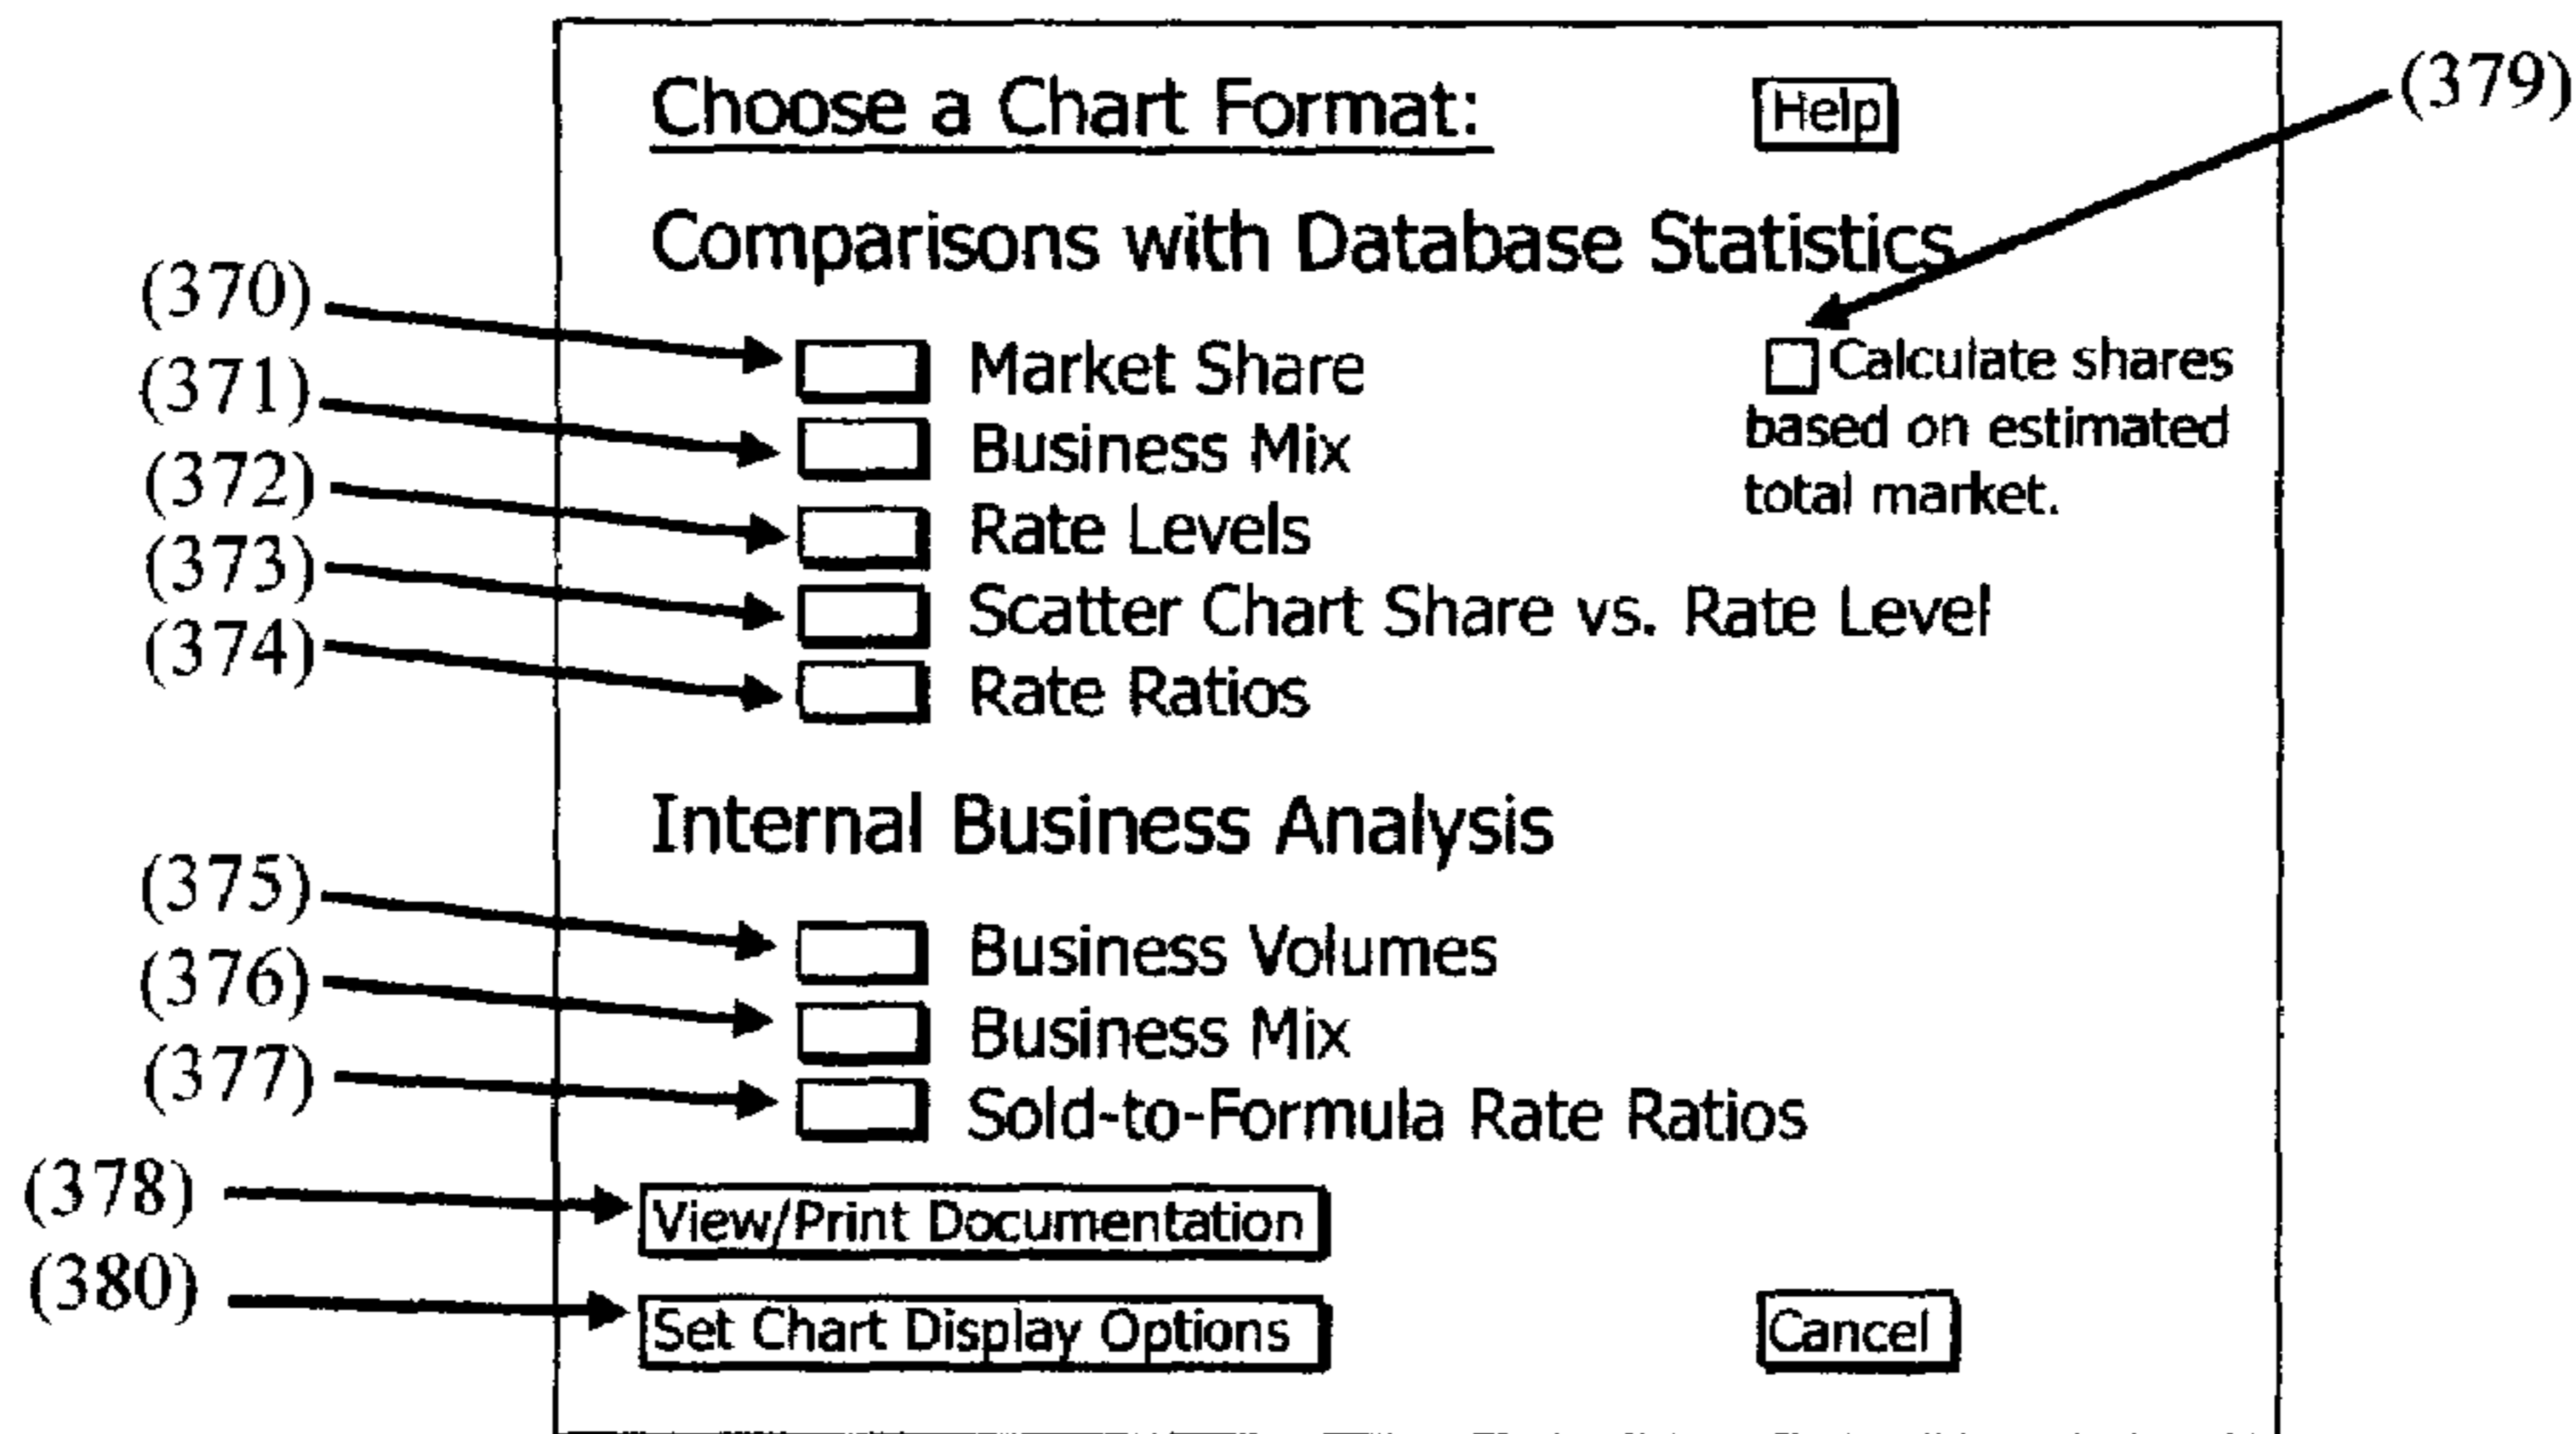 Choose a Chart Format: Help
(379)
Comparisons with Database Statistics
(370) Market Share
Calculate shares
based on estimated
total market.
(371) Business Mix
(372) Rate Levels
(373) Scatter Chart Share vs. Rate Level
(374) Rate Ratios
Internal Business Analysis
(375) Business Volumes
(376) Business Mix
(377) Sold-to-Formula Rate Ratios
(378) View/Print Documentation
(380) Set Chart Display Options
Cancel